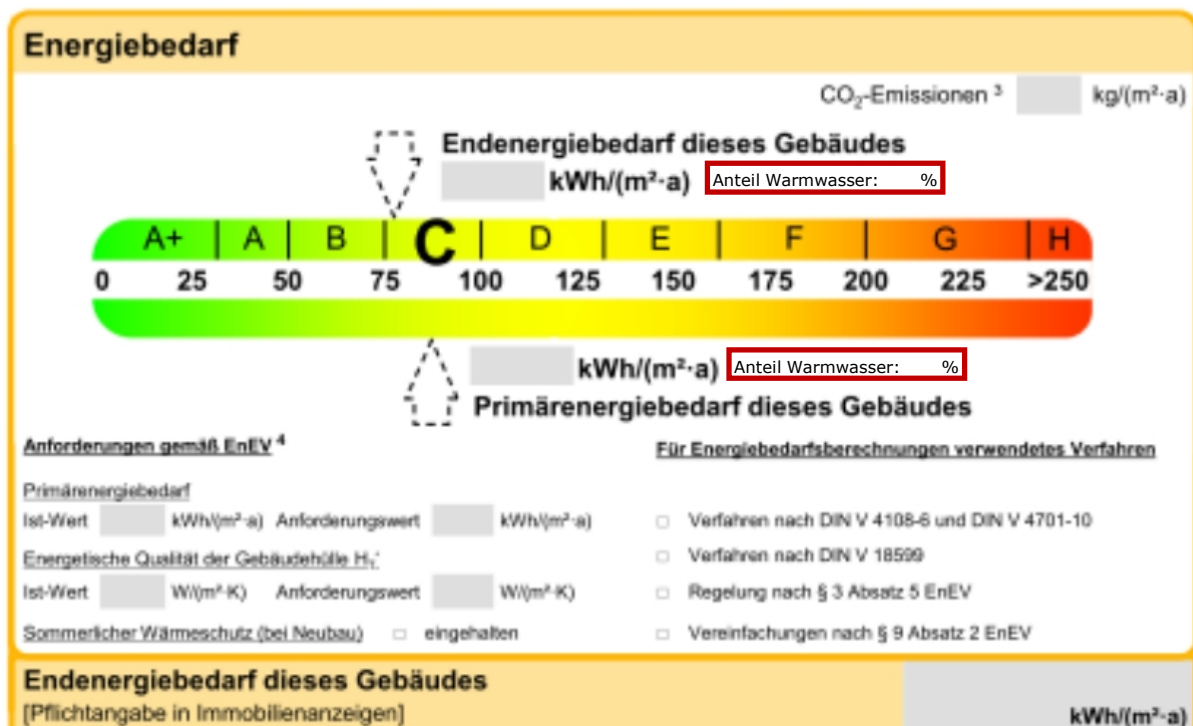 Energiebedarf
CO₂-Emissionen ³ kg/(m²·a)
Endenergiebedarf dieses Gebäudes
kWh/(m²·a) Anteil Warmwasser: %
A+ A B C D E F G H
0 25 50 75 100 125 150 175 200 225 >250
kWh/(m²·a) Anteil Warmwasser: %
Primärenergiebedarf dieses Gebäudes
Anforderungen gemäß EnEV ⁴
Primärenergiebedarf
Ist-Wert kWh/(m²·a) Anforderungswert kWh/(m²·a)
Energetische Qualität der Gebäudehülle Hₜ'
Ist-Wert W/(m²·K) Anforderungswert W/(m²·K)
Sommerlicher Wärmeschutz (bei Neubau) □ eingehalten
Für Energiebedarfsberechnungen verwendetes Verfahren
□ Verfahren nach DIN V 4108-6 und DIN V 4701-10
□ Verfahren nach DIN V 18599
□ Regelung nach § 3 Absatz 5 EnEV
□ Vereinfachungen nach § 9 Absatz 2 EnEV
Endenergiebedarf dieses Gebäudes
[Pflichtangabe in Immobilienanzeigen]
kWh/(m²·a)